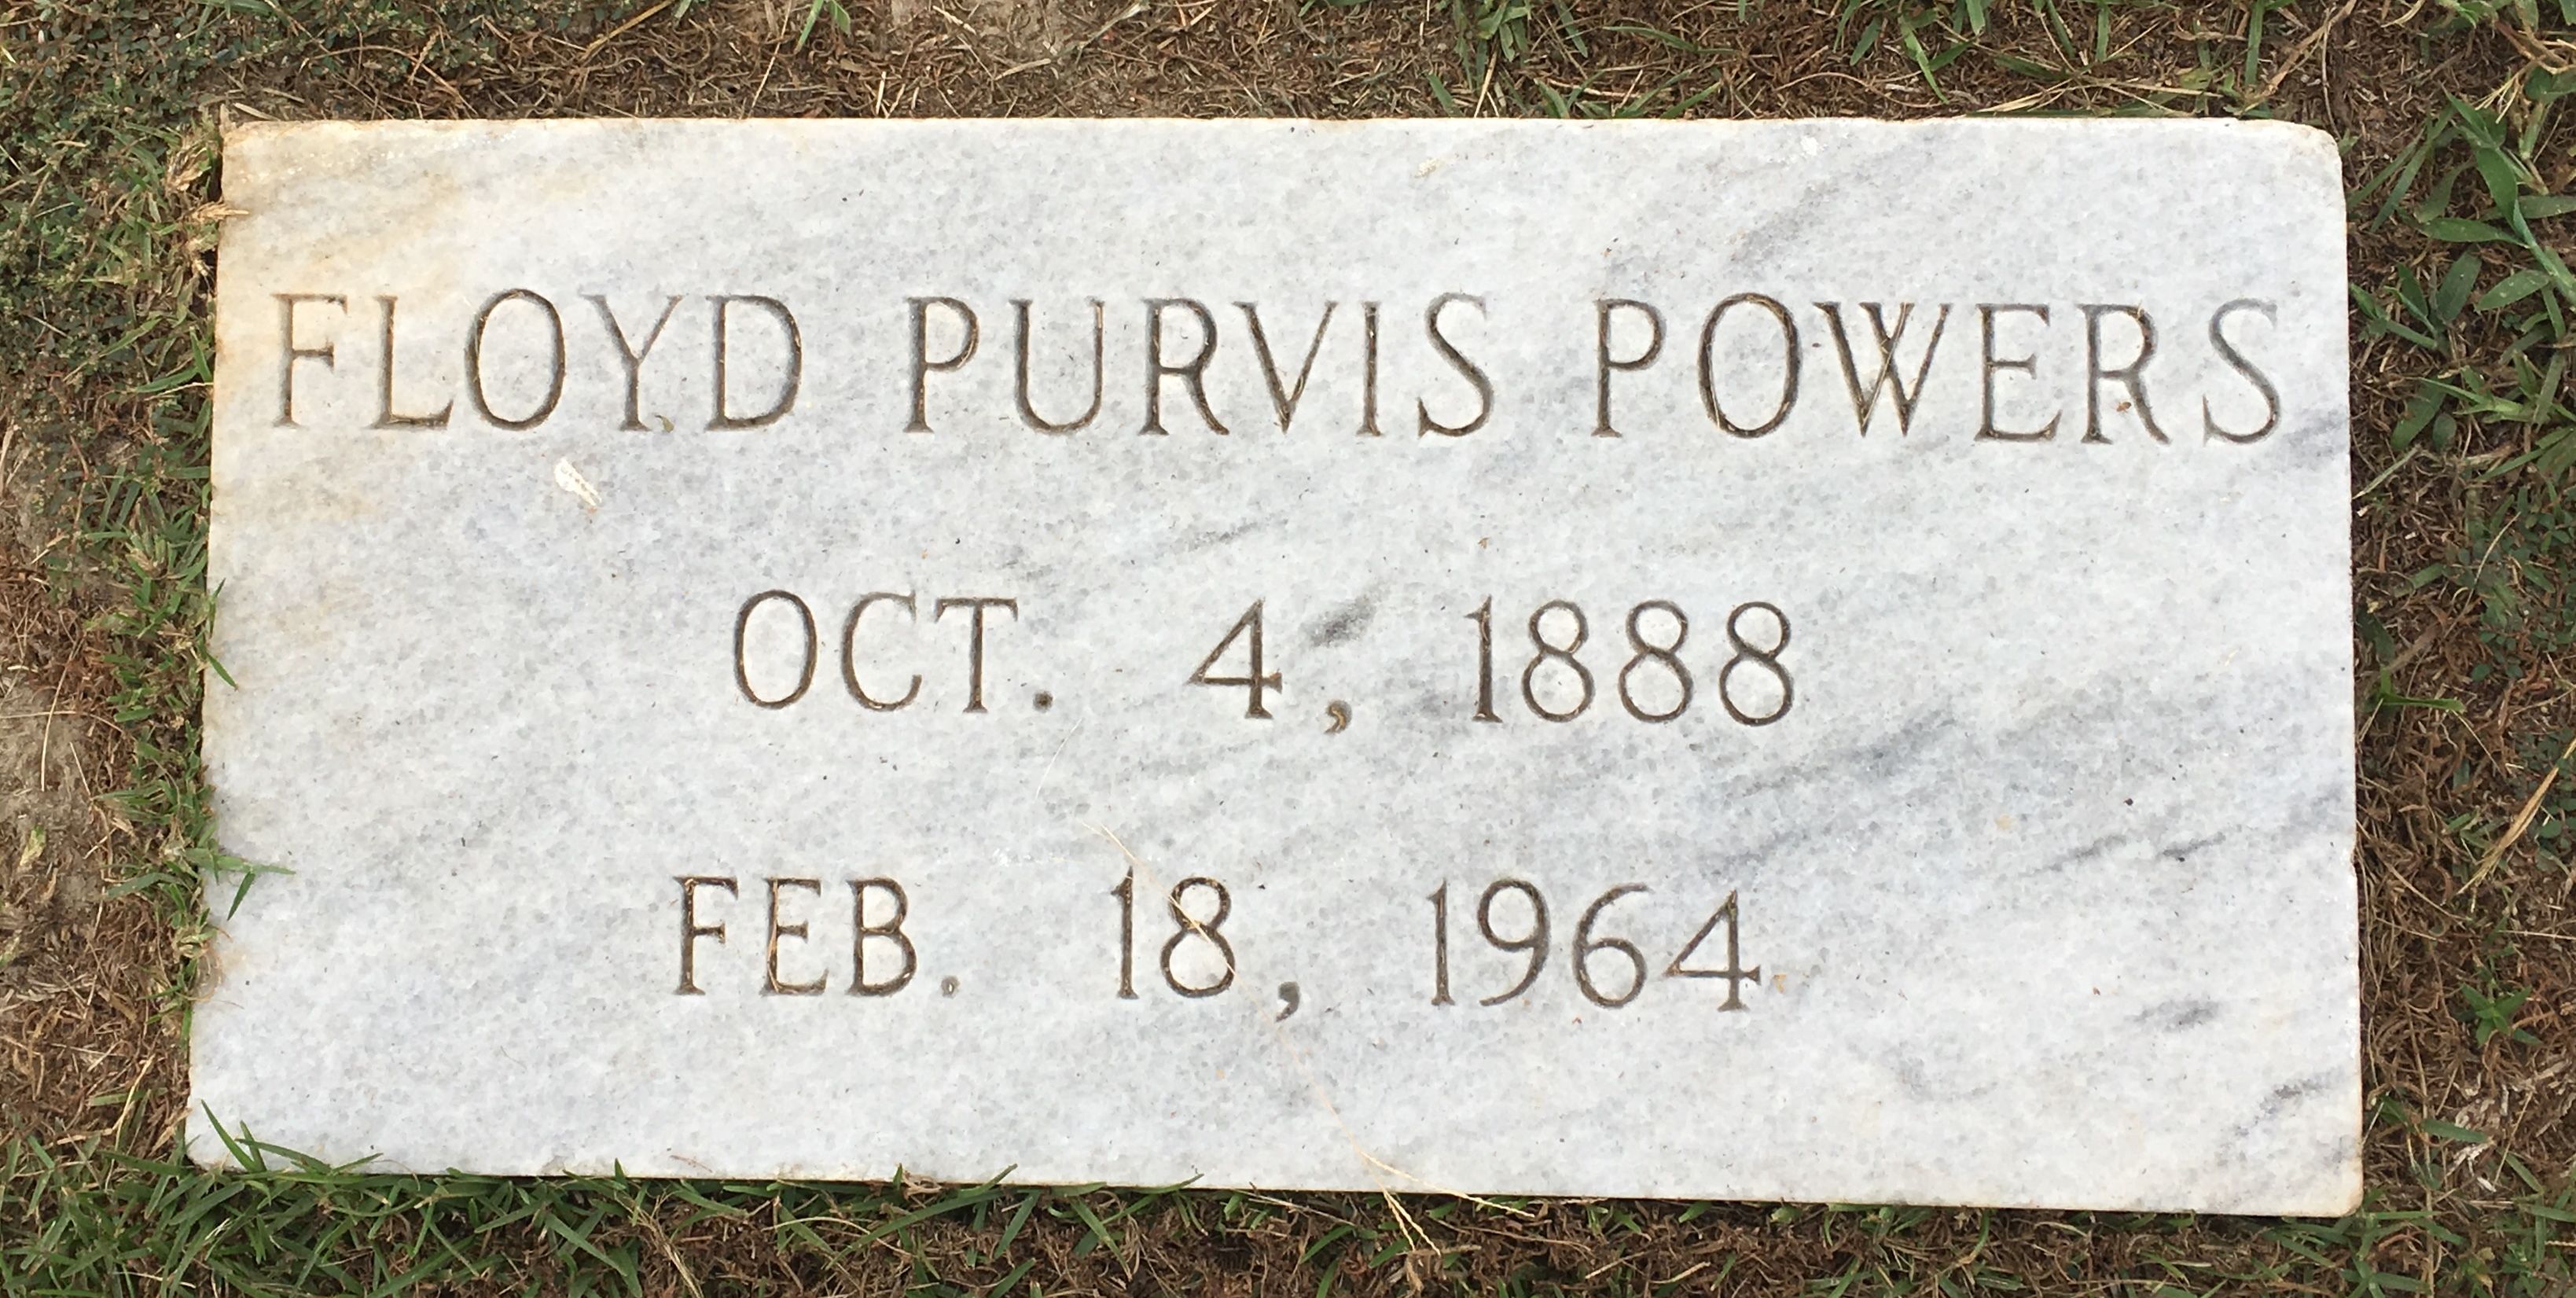 FLOYD PURVIS POWERS
OCT. 4, 1888
FEB. 18, 1964